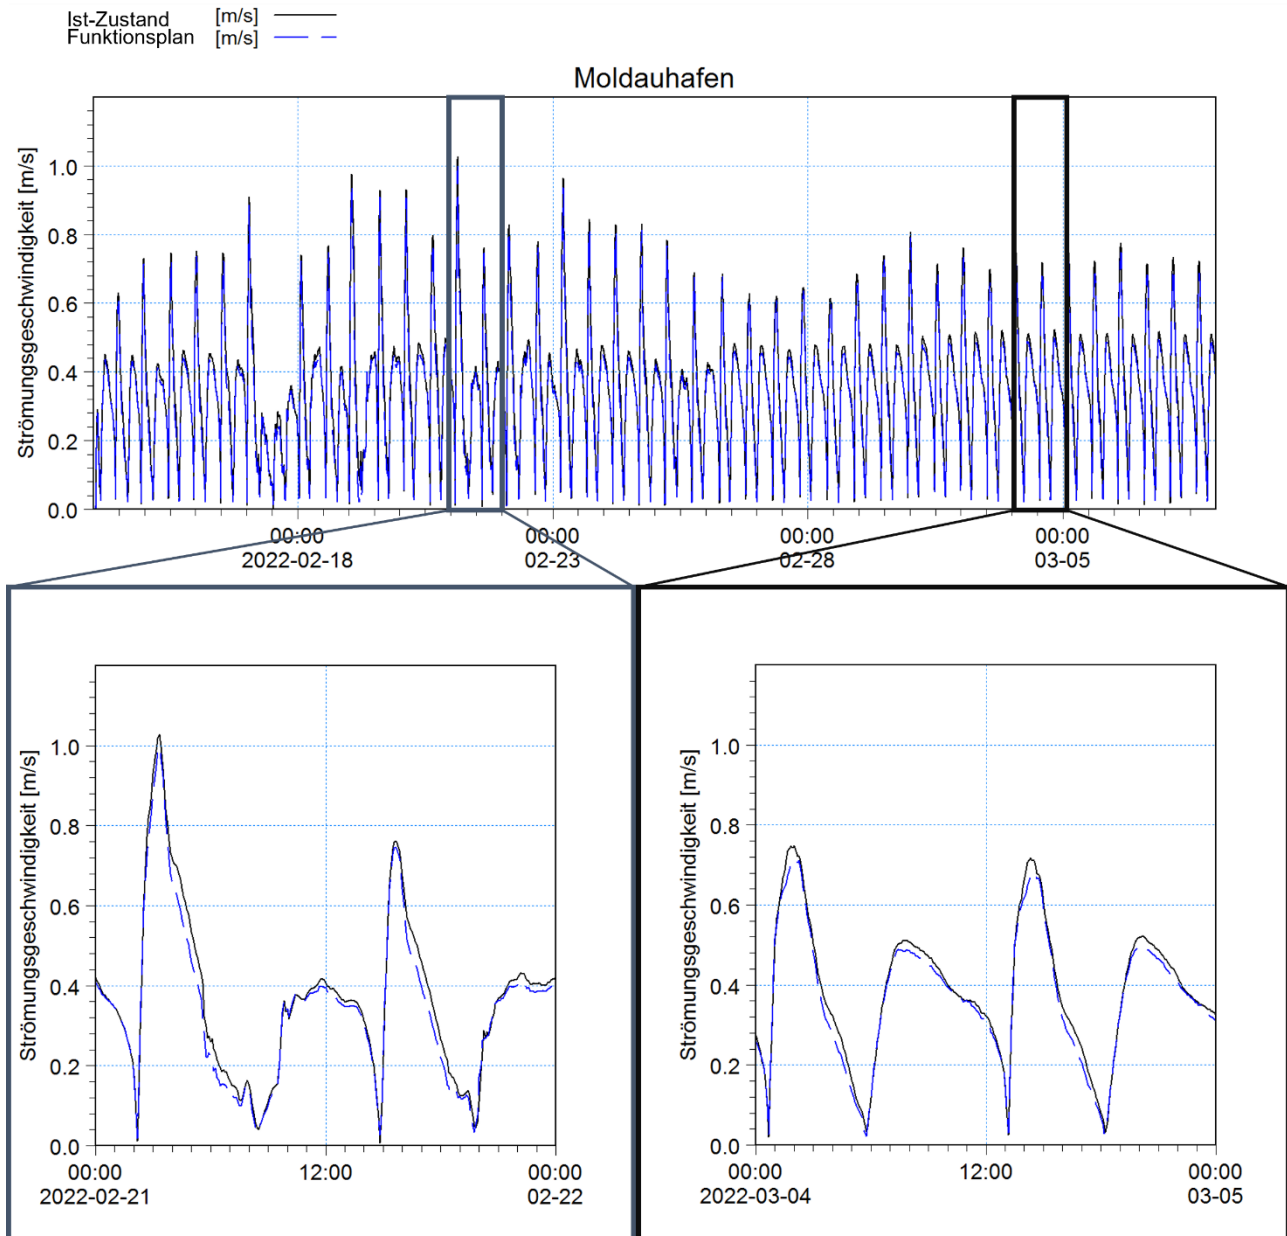 Ist-Zustand [m/s]
Funktionsplan [m/s]
Moldauhafen
Strömungsgeschwindigkeit [m/s]
1.0
0.8
0.6
0.4
0.2
0.0
00:00 00:00 00:00 00:00
2022-02-18 02-23 02-28 03-05
Strömungsgeschwindigkeit [m/s]
1.0
0.8
0.6
0.4
0.2
0.0
00:00 12:00 00:00
2022-02-21 02-22
Strömungsgeschwindigkeit [m/s]
1.0
0.8
0.6
0.4
0.2
0.0
00:00 12:00 00:00
2022-03-04 03-05